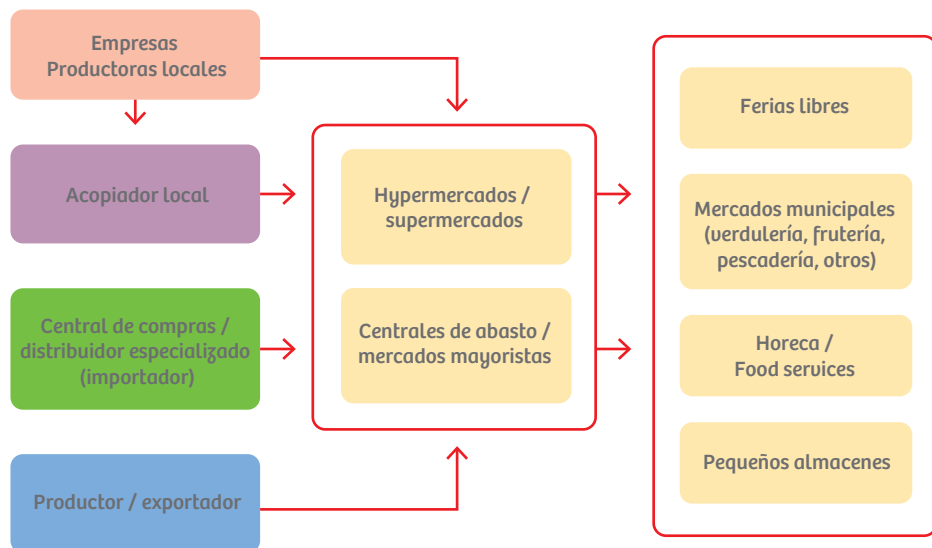 Empresas
Productoras locales
Acopiador local
Central de compras /
distribuidor especializado
(importador)
Productor / exportador
Hypermercados /
supermercados
Centrales de abasto /
mercados mayoristas
Ferias libres
Mercados municipales
(verdulería, frutería,
pescadería, otros)
Horeca /
Food services
Pequeños almacenes